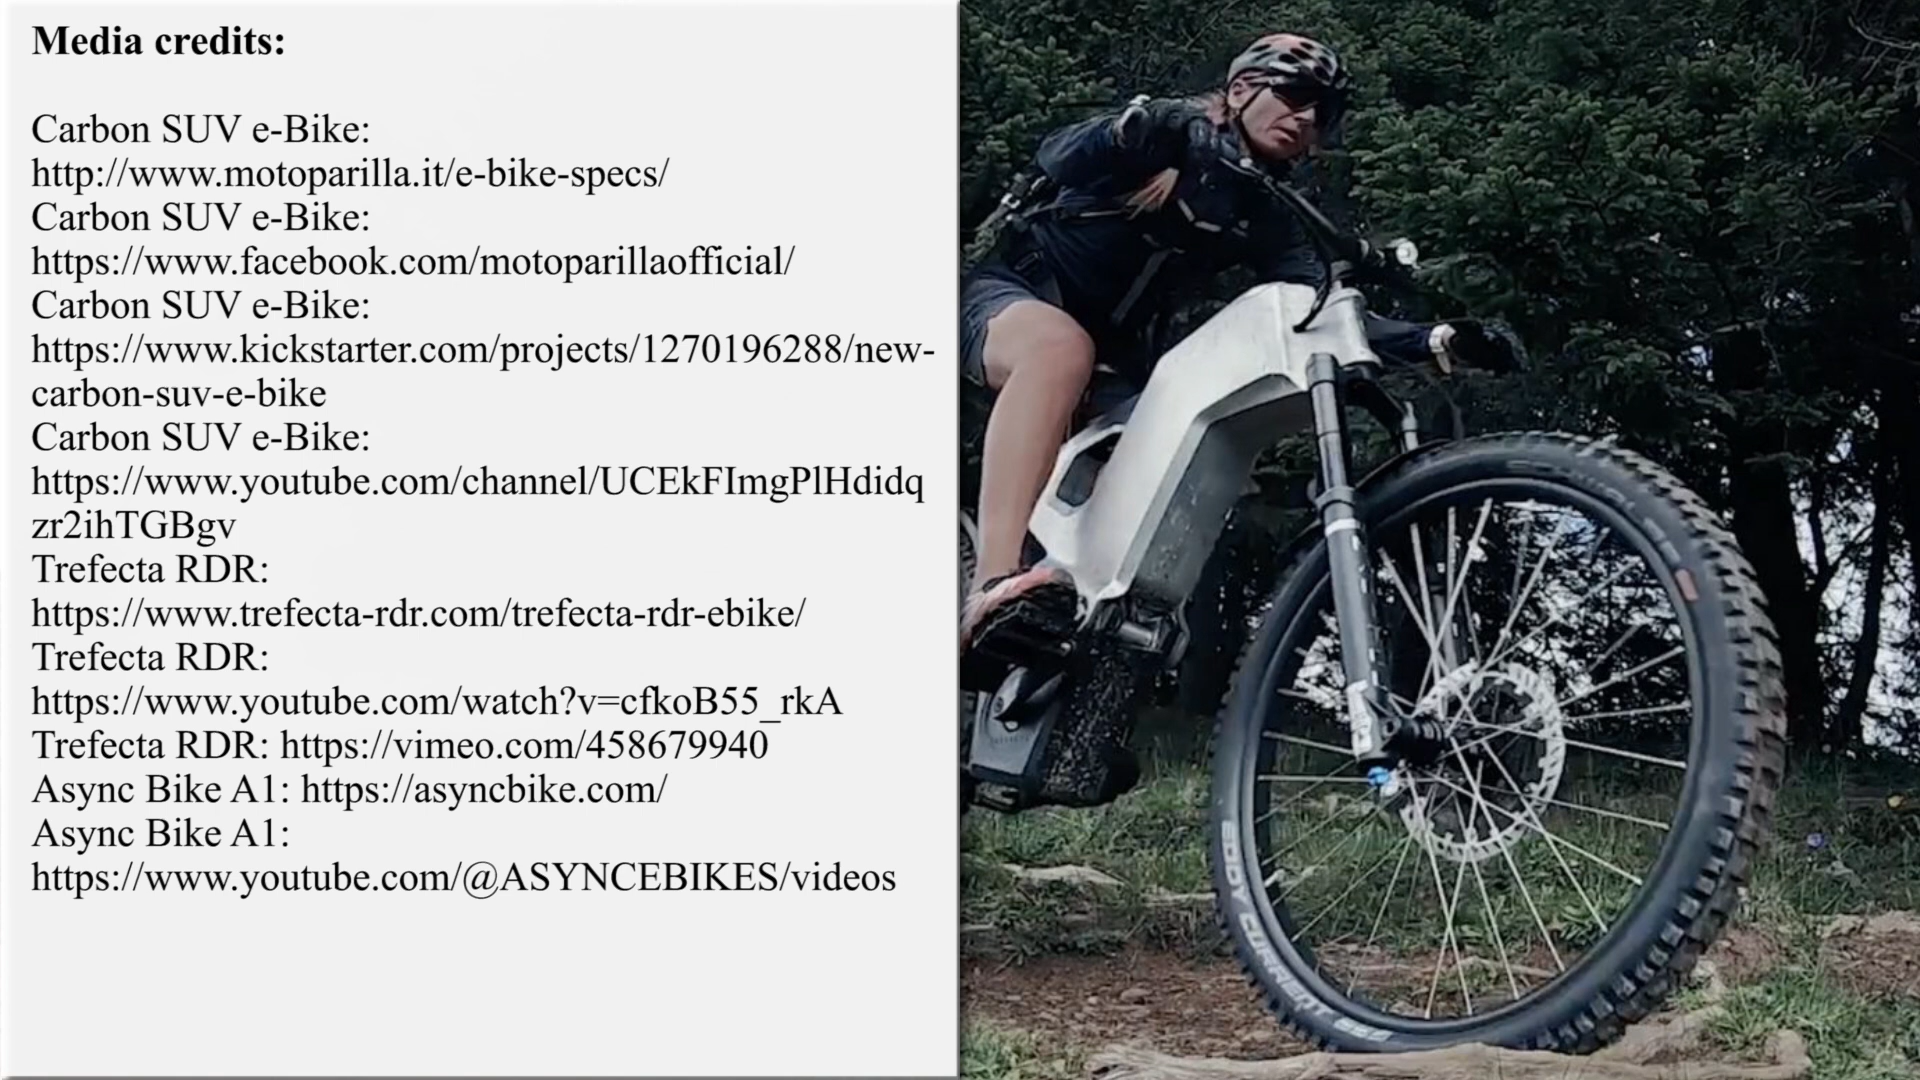 Media credits:
Carbon SUV e-Bike:
http://www.motoparilla.it/e-bike-specs/
Carbon SUV e-Bike:
https://www.facebook.com/motoparillaofficial/
Carbon SUV e-Bike:
https://www.kickstarter.com/projects/1270196288/new-
carbon-suv-e-bike
Carbon SUV e-Bike:
https://www.youtube.com/channel/UCEkFImgPlHdidq
zr2ihTGBgv
Trefecta RDR:
https://www.trefecta-rdr.com/trefecta-rdr-ebike/
Trefecta RDR:
https://www.youtube.com/watch?v=cfkoB55_rkA
Trefecta RDR: https://vimeo.com/458679940
Async Bike A1: https://asyncbike.com/
Async Bike A1:
https://www.youtube.com/@ASYNCEBIKES/videos
EDDY CURRENT